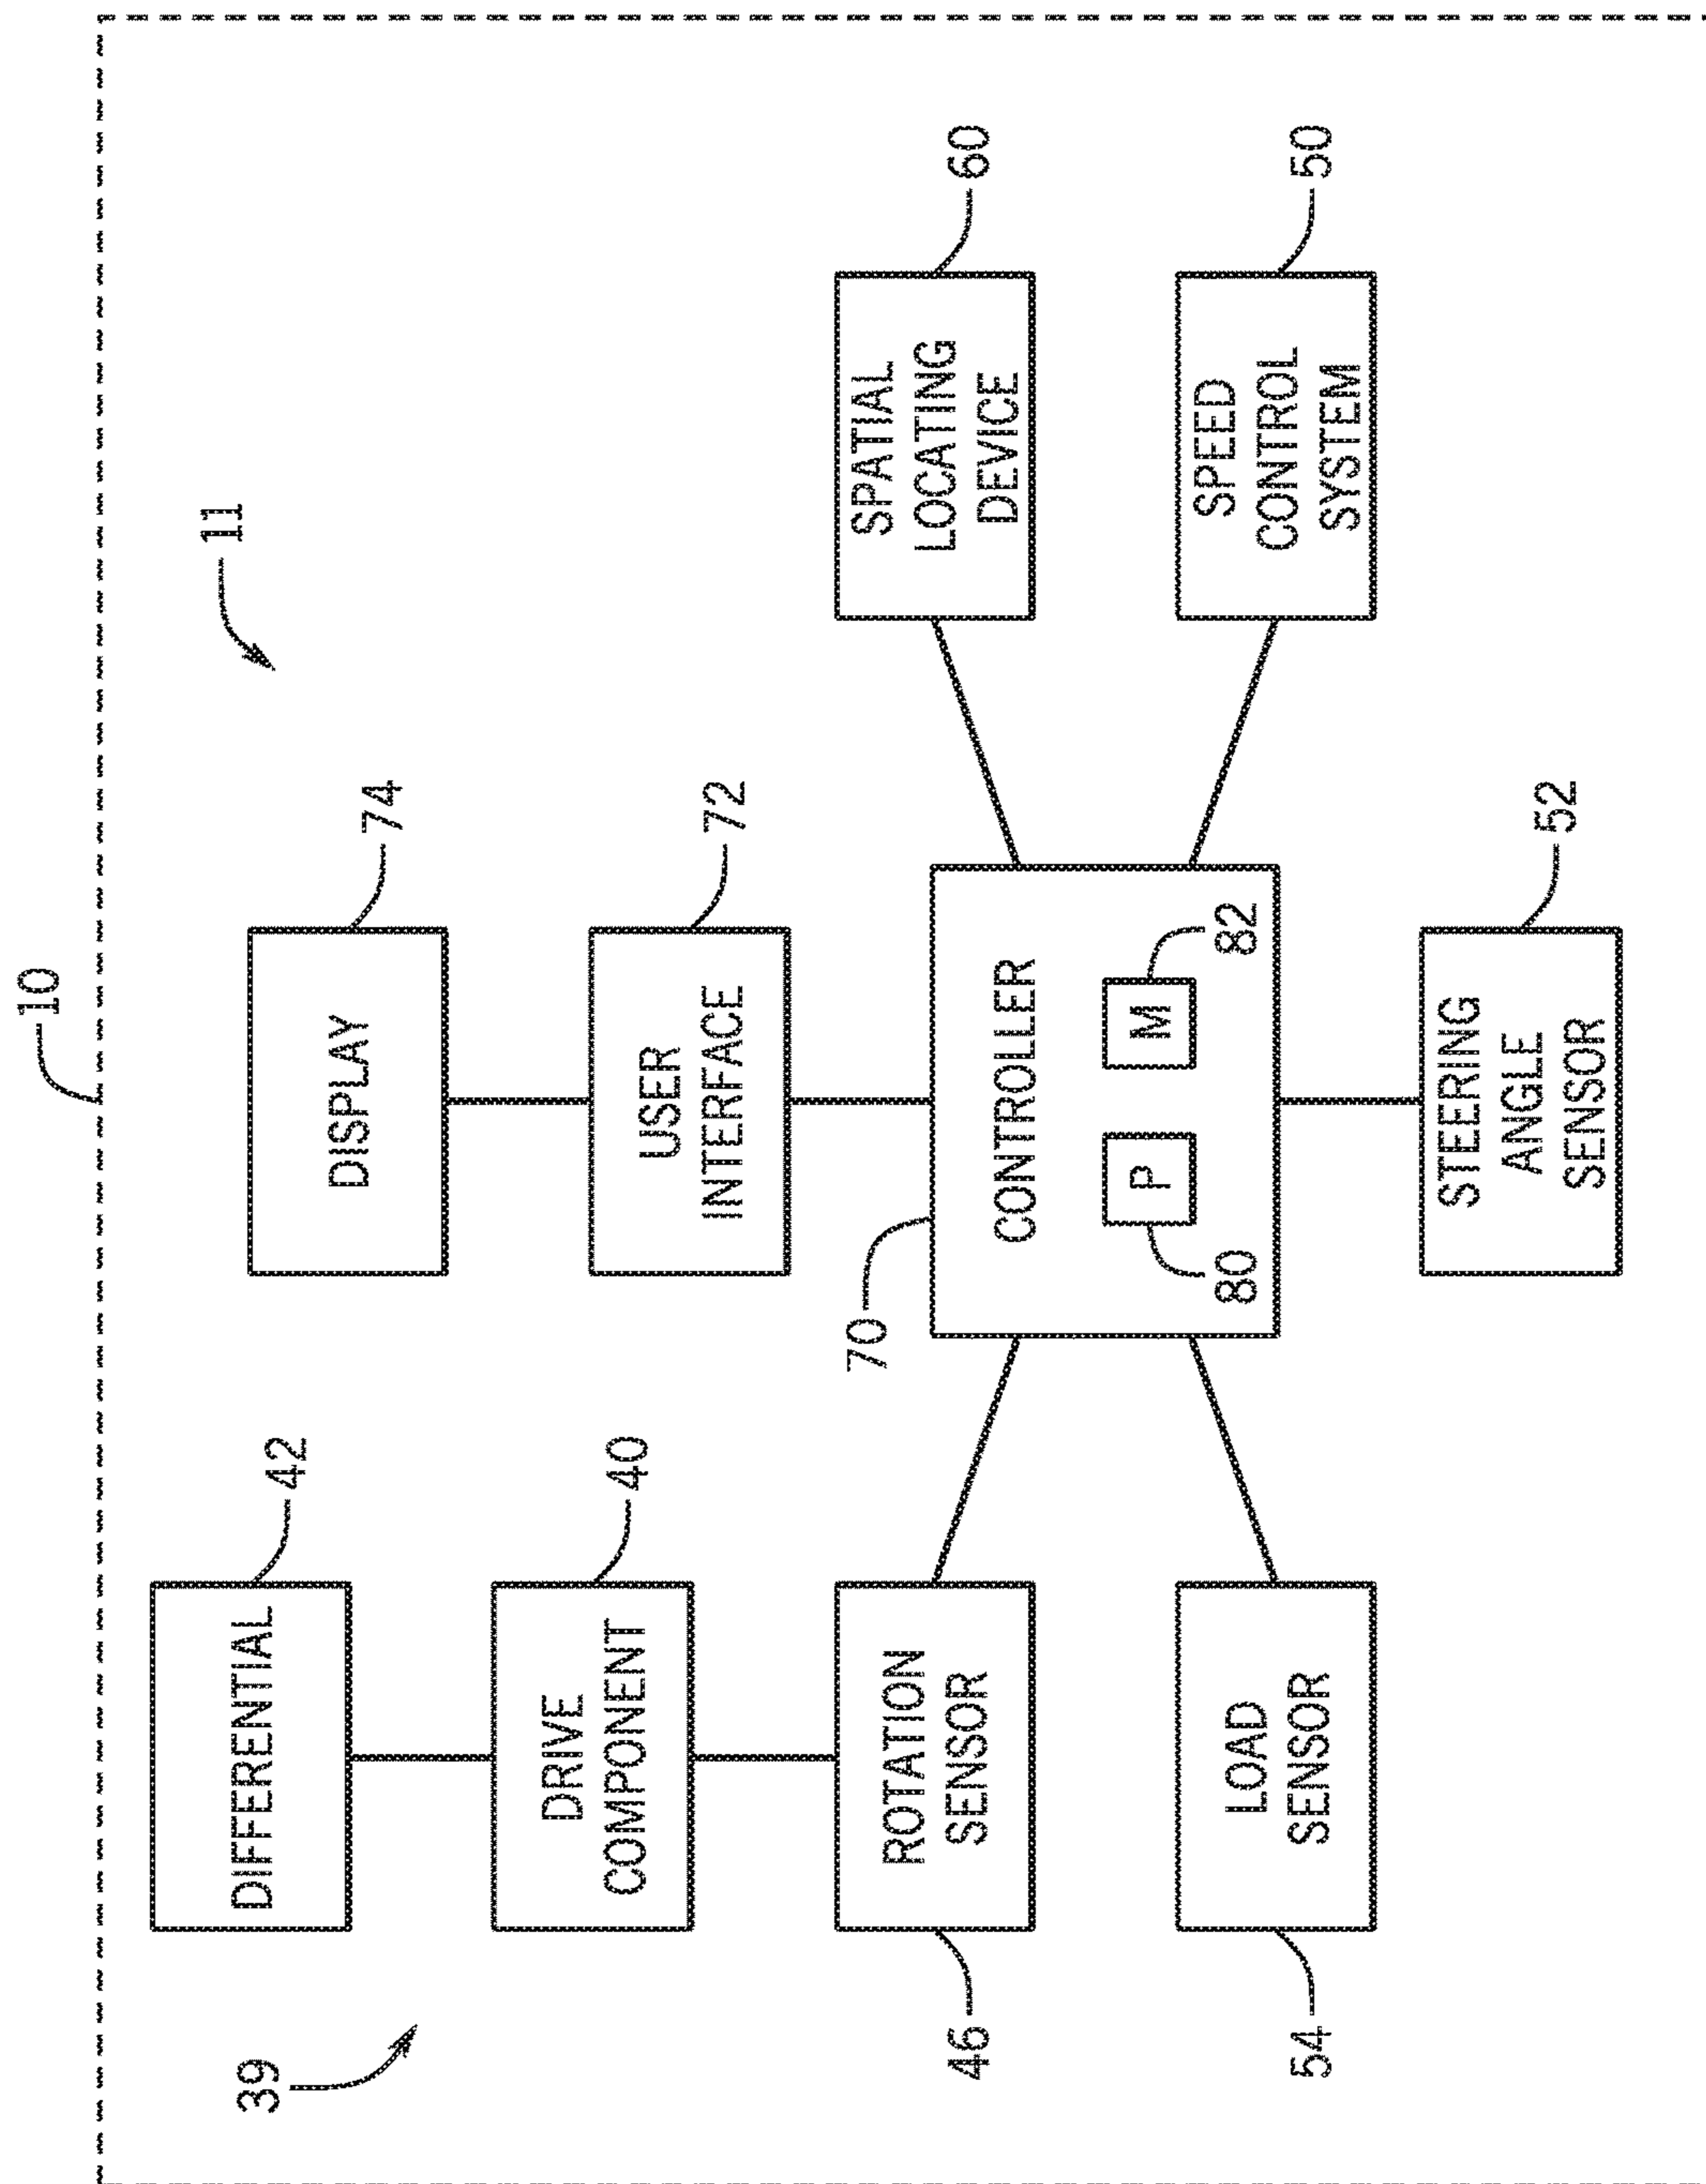 10
11
39
DIFFERENTIAL
42
DRIVE
COMPONENT
40
ROTATION
SENSOR
46
LOAD
SENSOR
54
DISPLAY
74
USER
INTERFACE
72
70
CONTROLLER
P
80
M
82
STEERING
ANGLE
SENSOR
52
SPATIAL
LOCATING
DEVICE
60
SPEED
CONTROL
SYSTEM
50